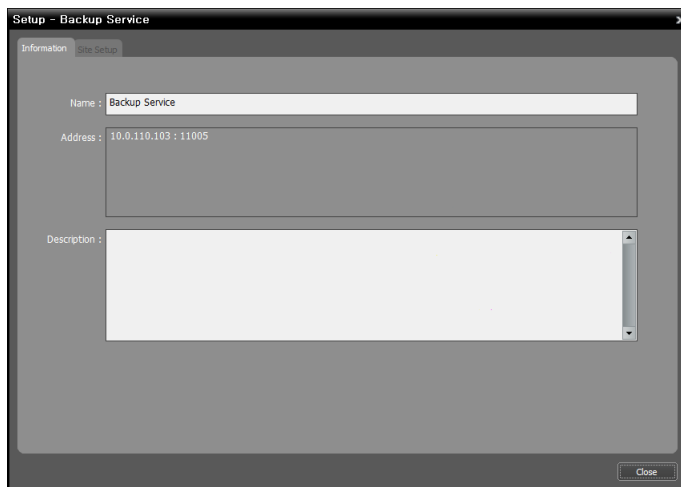 Setup - Backup Service
Information
Site Setup
Name : Backup Service
Address : 10.0.110.103 : 11005
Description :
Close